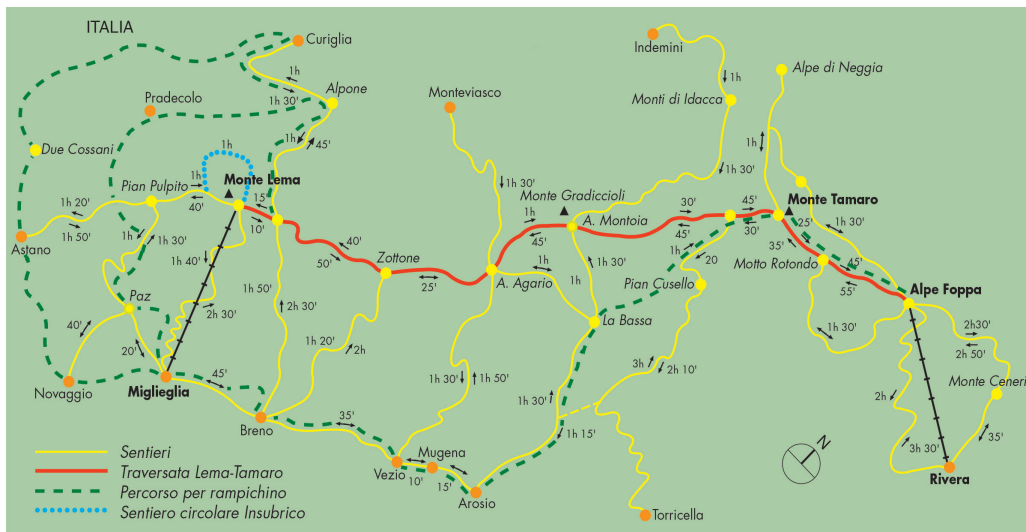 ITALIA
Curiglia
Indemini
1h
1h
Alpe di Neggia
1h 30'
Alpone
Pradecolo
Monteviasco
Monti di Idacca
1h
45'
1h
1h
Due Cossani
1h
1h 30'
1h 30'
Pian Pulpito
Monte Lema
Monte Gradiccioli
40'
15'
10'
1h
45'
A. Montoia
30'
45'
45'
30'
Monte Tamaro
25'
1h 30'
1h 20'
1h 50'
Astano
1h
1h 30'
40'
50'
Zottone
25'
A. Agario
1h
1h
1h 30'
1h
20
35'
Motto Rotondo
45'
55'
1h 40'
2h 30'
1h 50'
2h 30'
Pian Cusello
Alpe Foppa
Paz
La Bassa
40'
20'
1h 20'
2h
1h 30'
2h30'
2h 50'
Novaggio
Miglieglia
45'
1h 30'
1h 50'
1h 30'
3h
2h 10'
Monte Ceneri
2h
3h 30'
35'
Breno
35'
1h 15'
Vezio
Mugena
10'
15'
Arosio
Torricella
Rivera
N
Sentieri
Traversata Lema-Tamaro
Percorso per rampichino
Sentiero circolare Insubrico